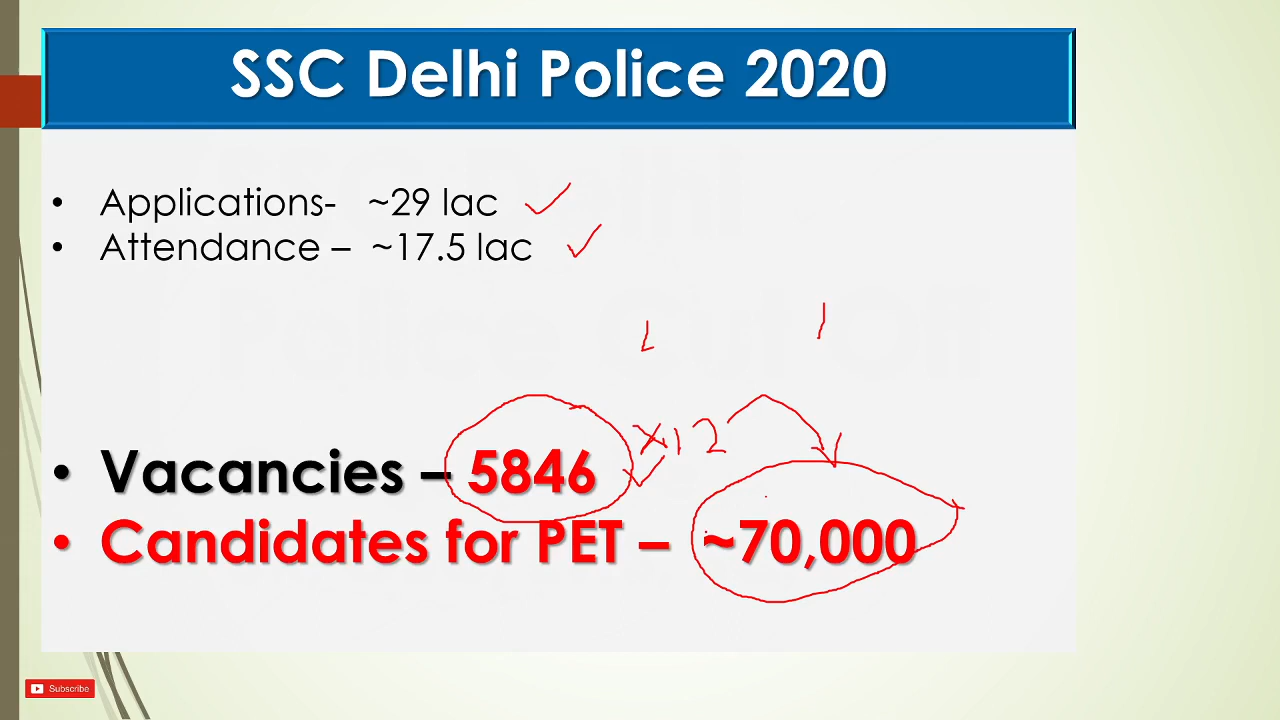 SSC Delhi Police 2020
• Applications- ~29 lac
• Attendance – ~17.5 lac
x12
• Vacancies – 5846
• Candidates for PET – ~70,000
Subscribe